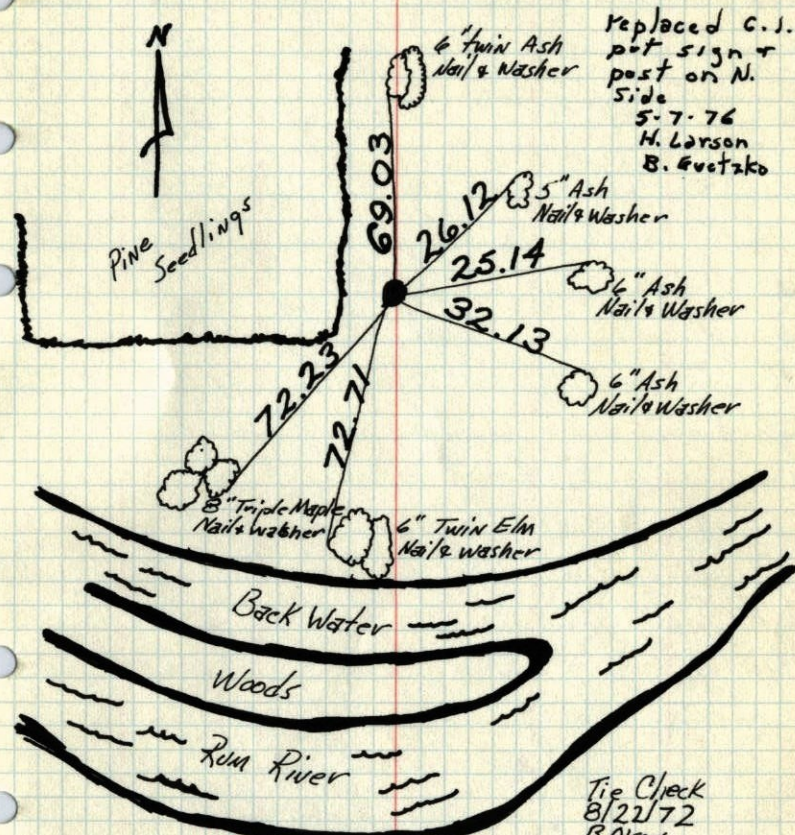 replaced C.I.
put sign +
post on N.
side
5-7-76
H. Larson
N
6" twin Ash
Nail & Washer
69.03
5" Ash
Nail & Washer
26.12
Pine
Seedlings
25.14
6" Ash
Nail & Washer
32.13
6" Ash
Nail & Washer
72.23
72.71
8" Triple Maple
Nail & washer
6" Twin Elm
Nail & washer
Back Water
Woods
Rum River
Tie Check
8/22/72